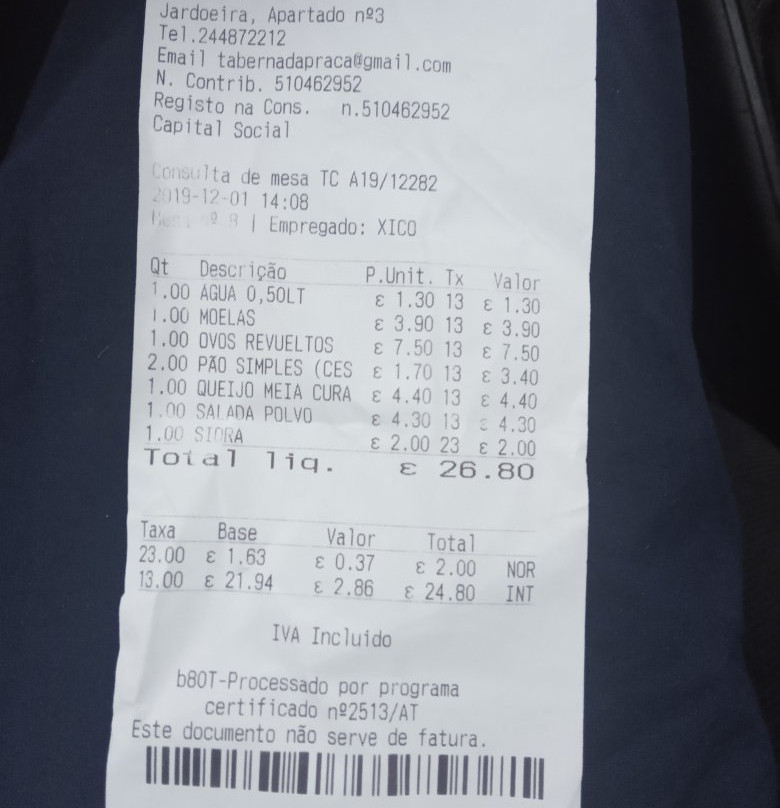 Jardoeira, Apartado nº3
Tel.244872212
Email tabernadapraca@gmail.com
N. Contrib. 510462952
Registo na Cons. n.510462952
Capital Social
Consulta de mesa TC A19/12282
2019-12-01 14:08
Mesa nº 8 | Empregado: XICO
Qt Descrição P.Unit. Tx Valor
1.00 ÁGUA 0,50LT € 1.30 13 € 1.30
1.00 MOELAS € 3.90 13 € 3.90
1.00 OVOS REVUELTOS € 7.50 13 € 7.50
2.00 PÃO SIMPLES (CES € 1.70 13 € 3.40
1.00 QUEIJO MEIA CURA € 4.40 13 € 4.40
1.00 SALADA POLVO € 4.30 13 € 4.30
1.00 SIDRA € 2.00 23 € 2.00
Total liq. € 26.80
Taxa Base Valor Total
23.00 € 1.63 € 0.37 € 2.00 NOR
13.00 € 21.94 € 2.86 € 24.80 INT
IVA Incluido
b80T-Processado por programa
certificado nº2513/AT
Este documento não serve de fatura.